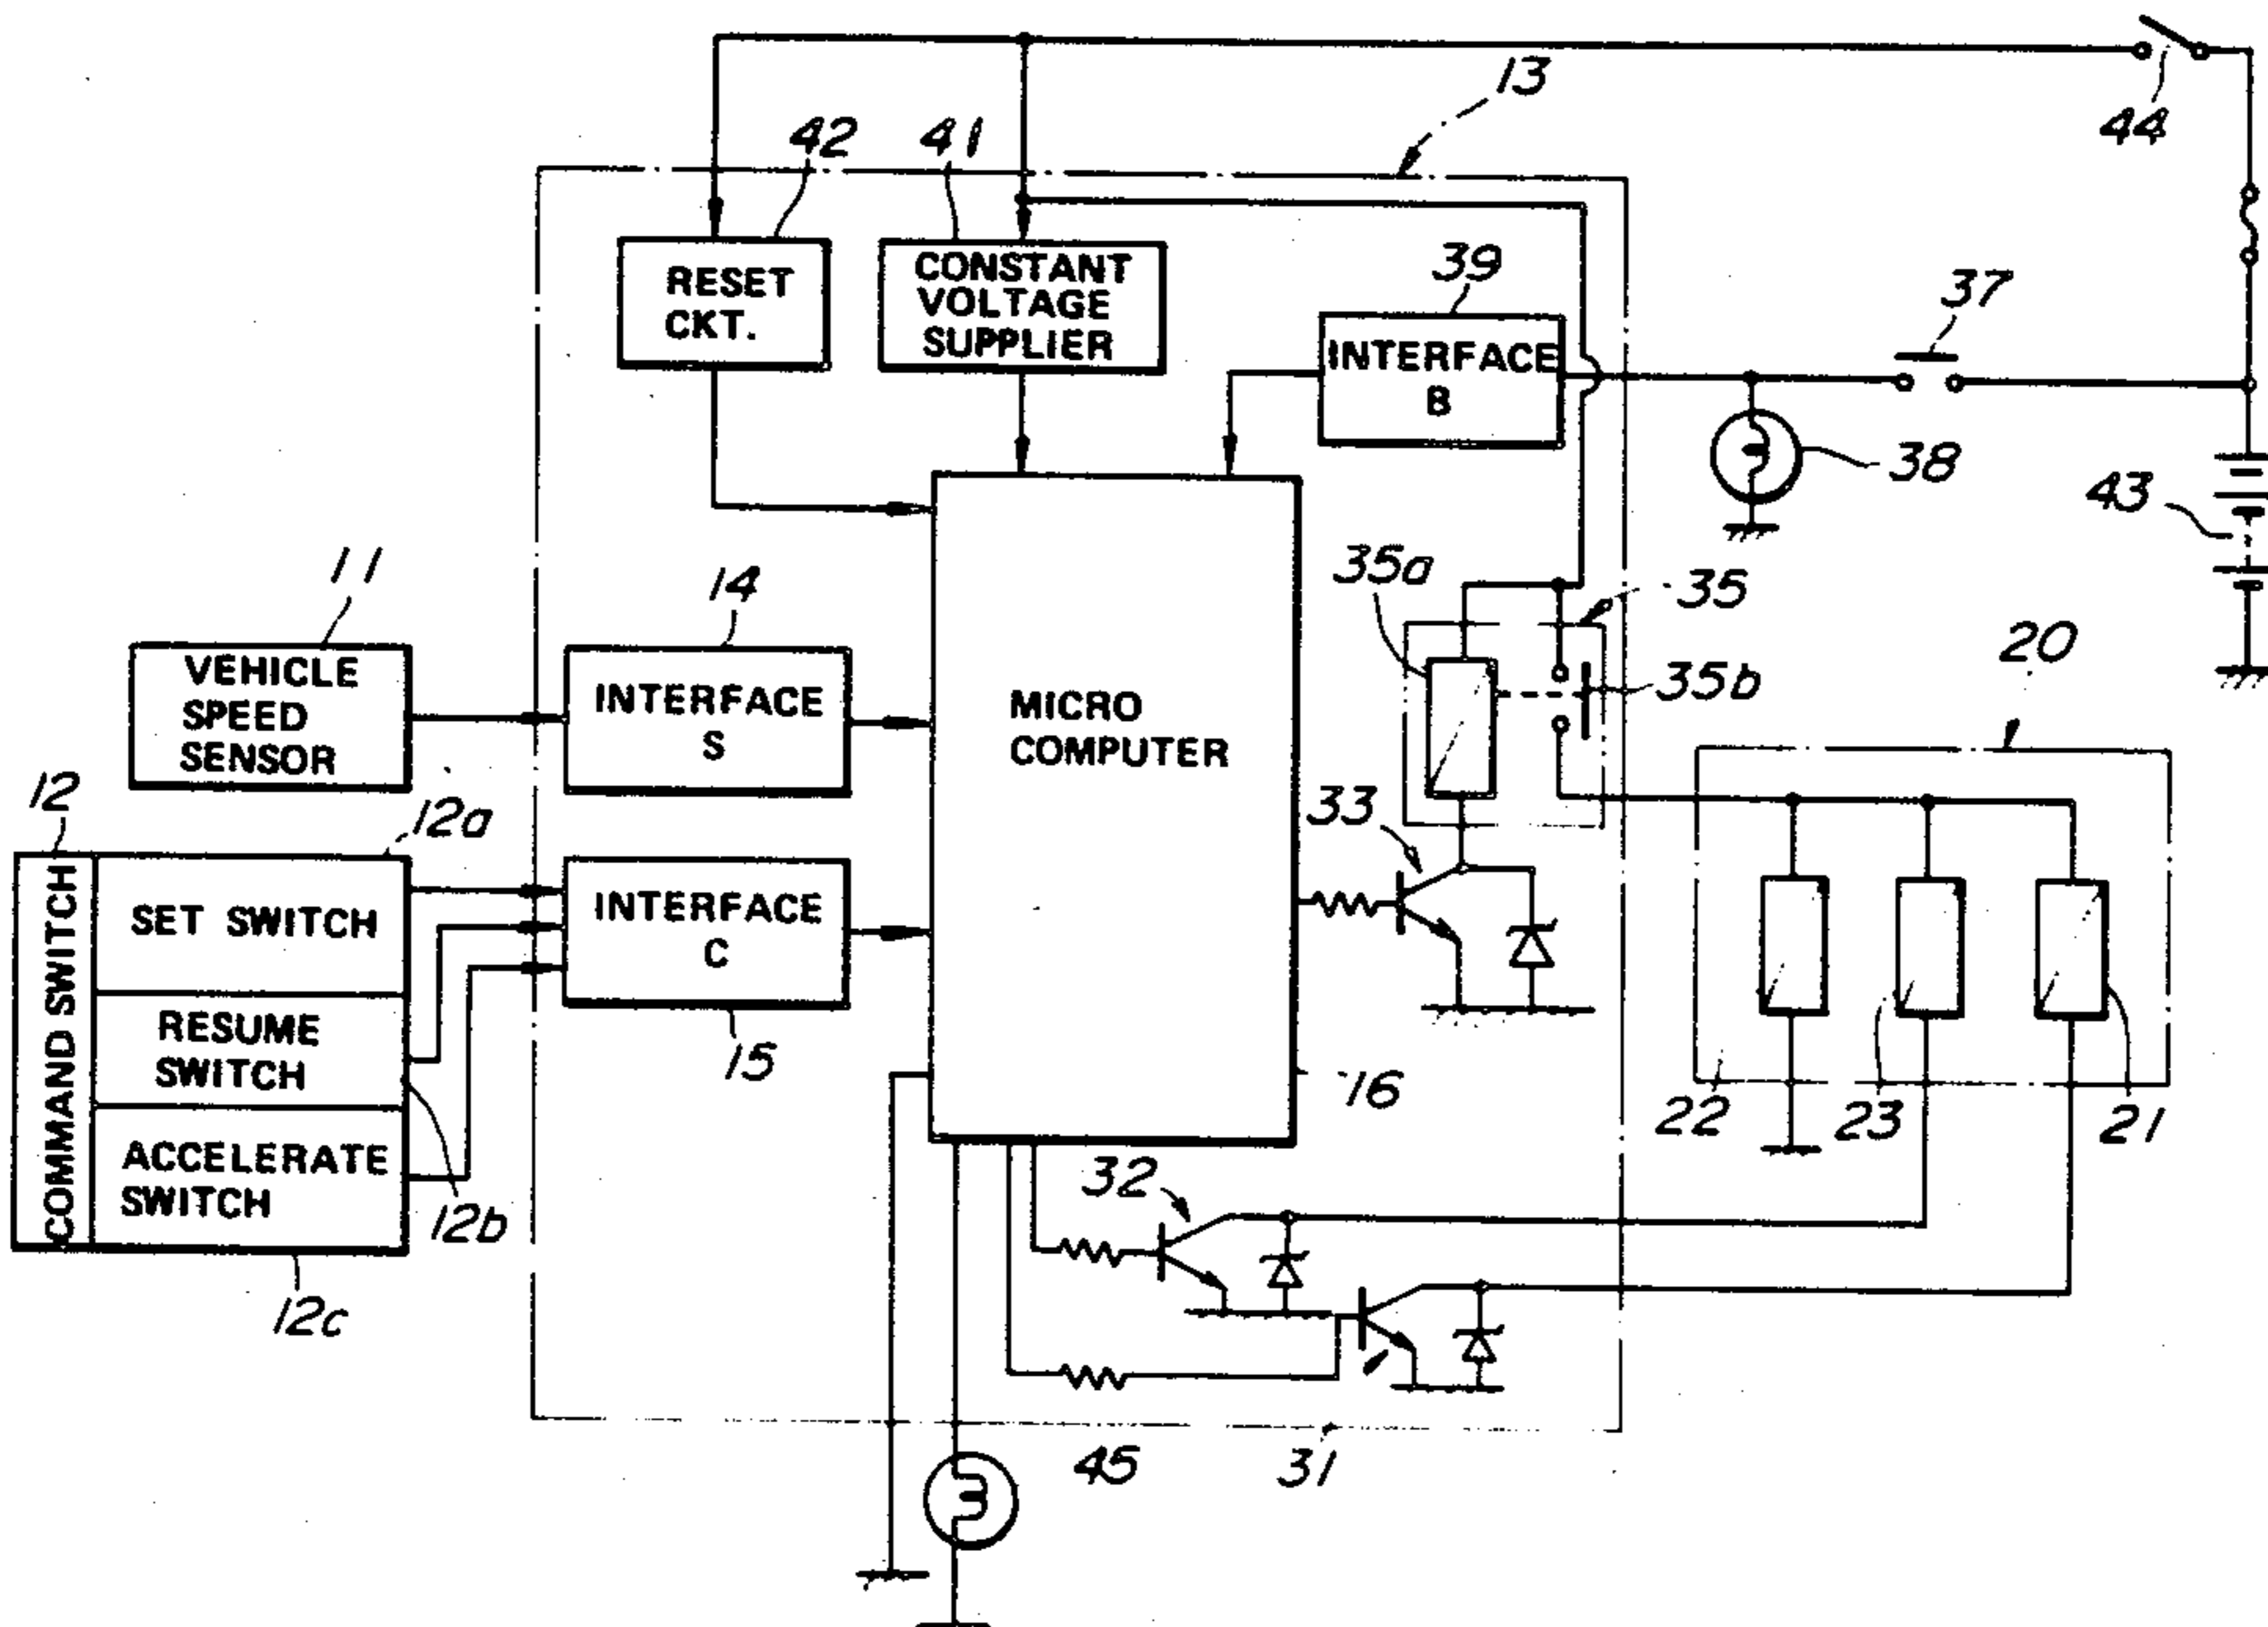 13
44
42
41
RESET
CKT.
CONSTANT
VOLTAGE
SUPPLIER
39
INTERFACE
B
37
38
43
11
VEHICLE
SPEED
SENSOR
14
INTERFACE
S
MICRO
COMPUTER
35a
35
35b
20
12
12a
COMMAND SWITCH
SET SWITCH
RESUME
SWITCH
ACCELERATE
SWITCH
12b
12c
INTERFACE
C
15
33
16
22
23
21
32
45
31